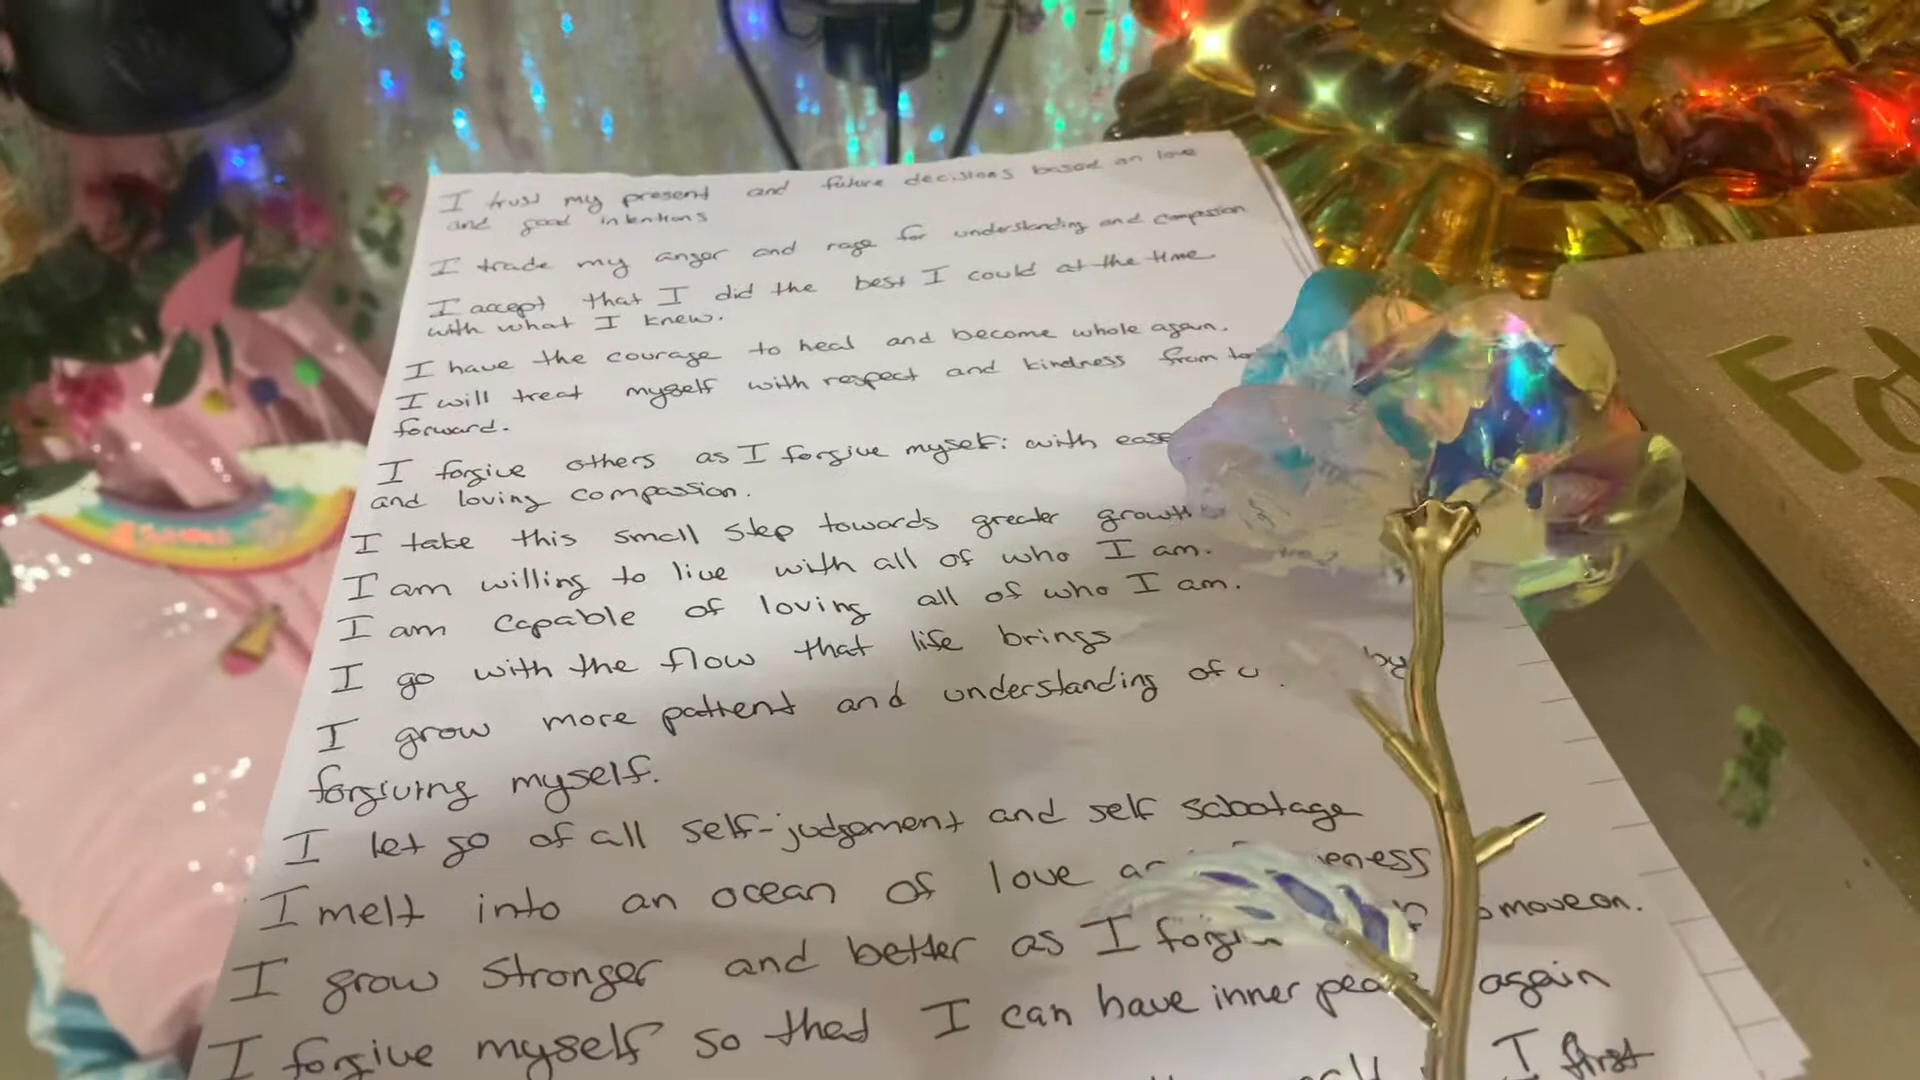 I trust my present and future decisions based on love
and good intentions
I trade my anger and rage for understanding and compassion
I accept that I did the best I could at the time
with what I knew.
I have the courage to heal and become whole again.
I will treat myself with respect and kindness from
forward.
I forgive others as I forgive myself: with ease
and loving compassion.
I take this small step towards greater growth
I am willing to live with all of who I am.
I am capable of loving all of who I am.
I go with the flow that life brings
I grow more patient and understanding of by
forgiving myself.
I let go of all self-judgement and self sabotage
I melt into an ocean of love
I grow stronger and better as I move on.
I forgive myself so that I can have inner peace again
I first